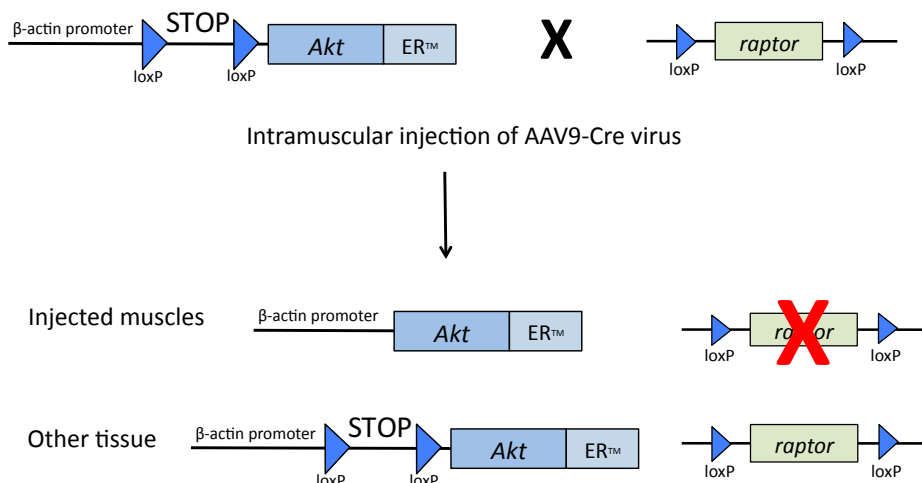 β-actin promoter STOP Akt ER™ X raptor
loxP loxP loxP loxP
Intramuscular injection of AAV9-Cre virus
Injected muscles β-actin promoter Akt ER™ raptor
loxP loxP
Other tissue β-actin promoter STOP Akt ER™ raptor
loxP loxP loxP loxP